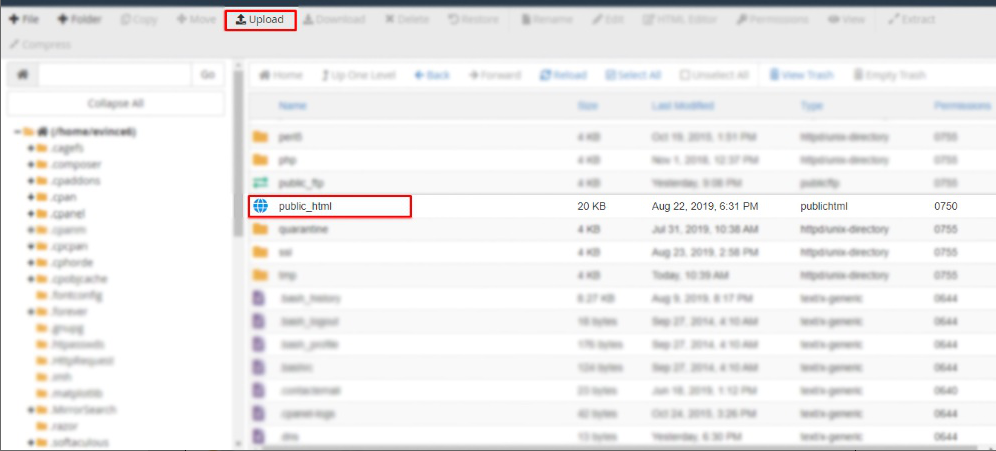 File Folder Copy Move Upload Download Delete Restore Rename Edit HTML Editor Permissions View Extract
Compress
Go Home Up One Level Back Forward Reload Select All Unselect All View Trash Empty Trash
Collapse All
Name Size Last Modified Type Permissions
(/home/evince6)
.cagefs
.composer
.cpaddons
.cpan
.cpanel
.cpcpan
.cphorde
.cpobjcache
.fontconfig
.forever
.gnupg
.htpasswds
.HttpRequest
.matplotlib
.MirrorSearch
.razor
.softaculous
perl5 4 KB Oct 19, 2015, 1:51 PM httpd/unix-directory 0755
php 4 KB Nov 1, 2018, 12:37 PM httpd/unix-directory 0755
public_ftp 4 KB Yesterday, 9:08 PM publicftp 0750
public_html 20 KB Aug 22, 2019, 6:31 PM publichtml 0750
quarantine 4 KB Jul 31, 2019, 10:38 AM httpd/unix-directory 0755
ssl 4 KB Aug 23, 2019, 2:58 PM httpd/unix-directory 0755
tmp 4 KB Today, 10:39 AM httpd/unix-directory 0755
.bash_history 8.27 KB Aug 9, 2019, 8:17 PM text/x-generic 0644
.bash_logout 18 bytes Sep 27, 2014, 4:10 AM text/x-generic 0644
.bash_profile 176 bytes Sep 27, 2014, 4:10 AM text/x-generic 0644
.bashrc 124 bytes Sep 27, 2014, 4:10 AM text/x-generic 0644
.contactemail 23 bytes Jun 18, 2019, 1:12 PM text/x-generic 0640
.cpanel-logs 42 bytes Oct 24, 2015, 3:26 PM text/x-generic 0644
.dns 13 bytes Yesterday, 6:30 PM text/x-generic 0644